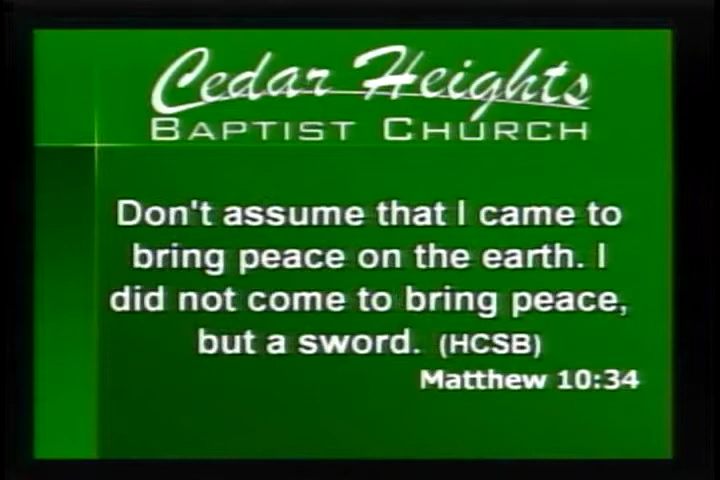 Cedar Heights
BAPTIST CHURCH
Don't assume that I came to
bring peace on the earth. I
did not come to bring peace,
but a sword. (HCSB)
Matthew 10:34